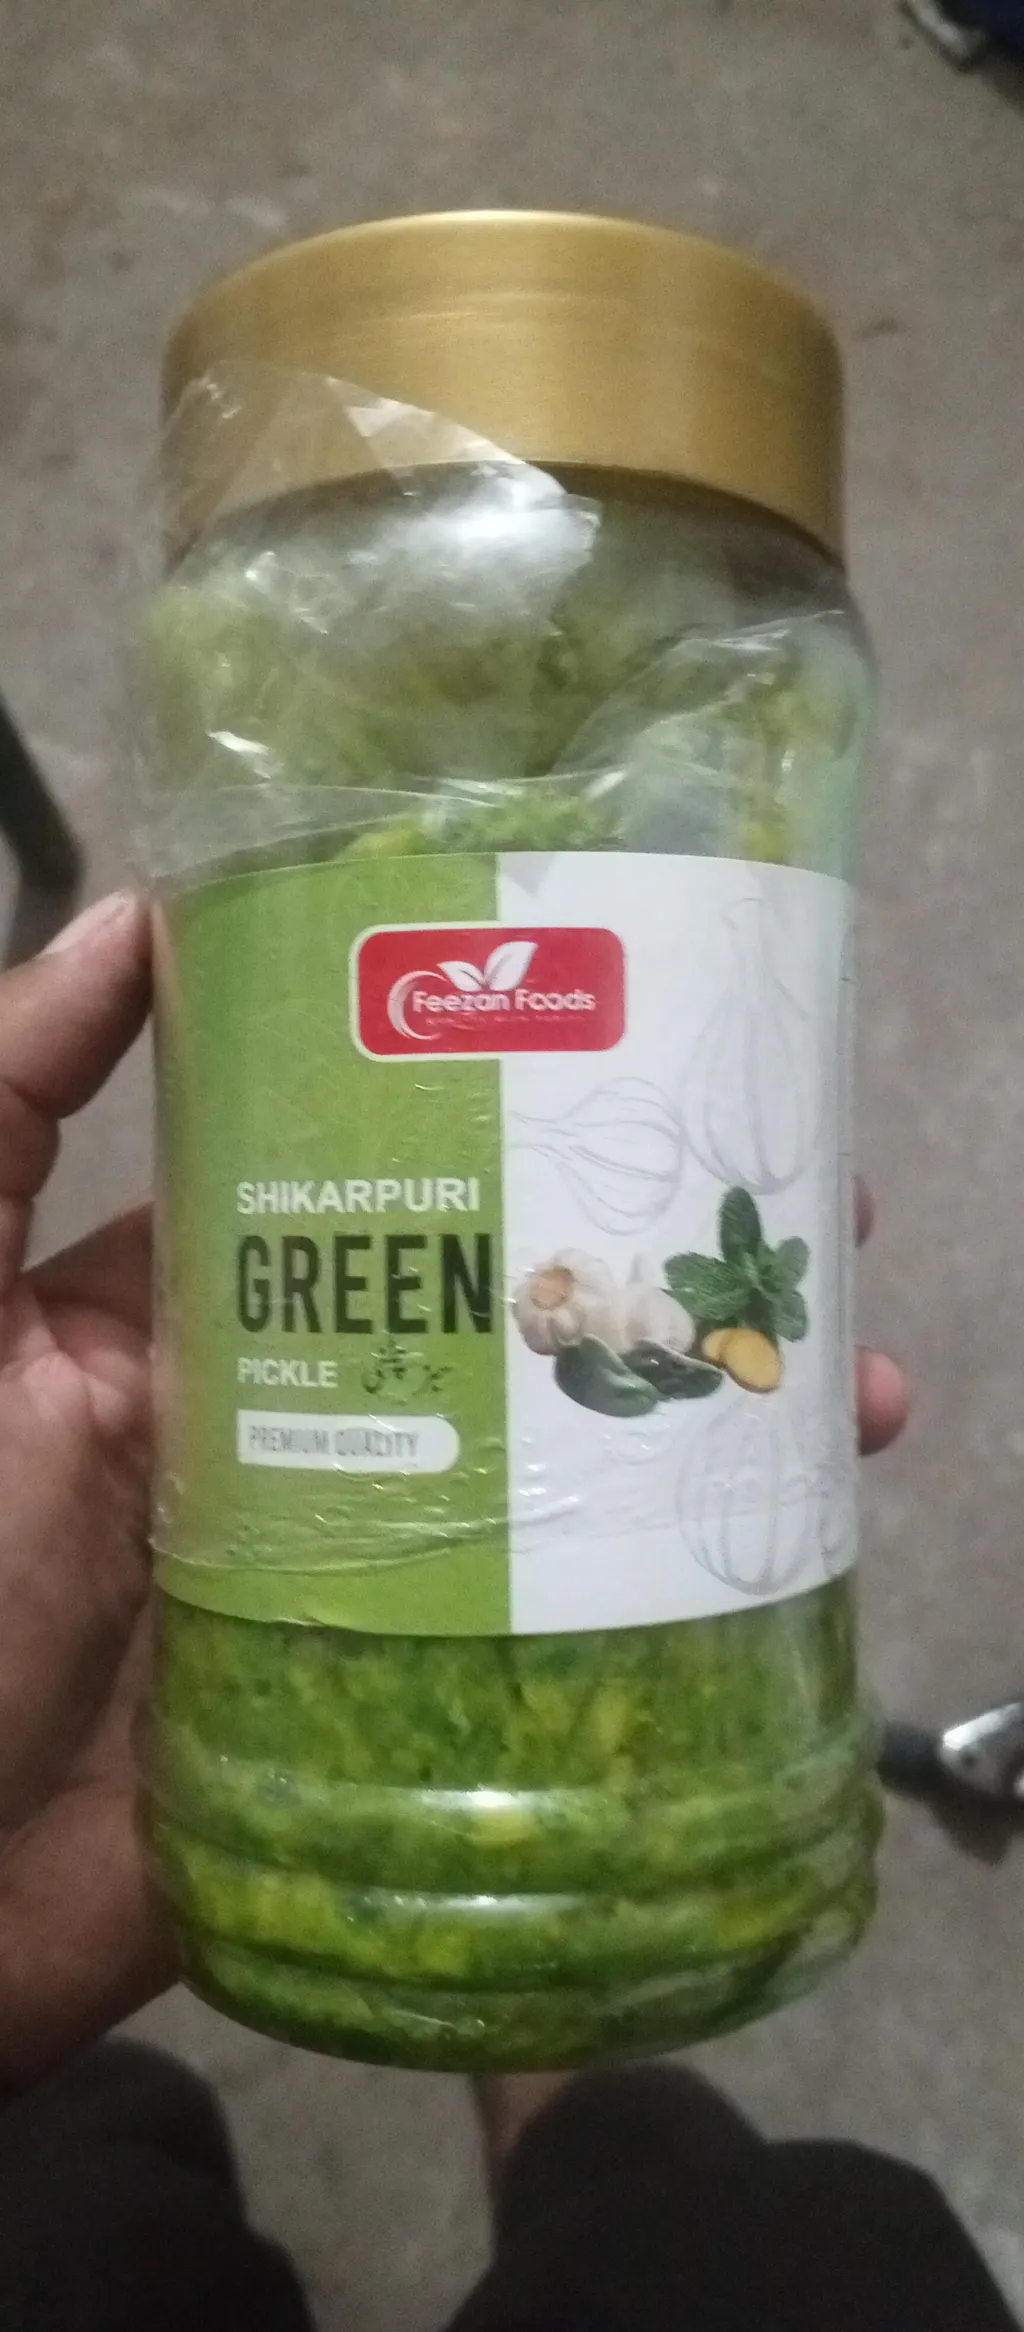 Feezan Foods
SHIKARPURI
GREEN
PICKLE
PREMIUM QUALITY